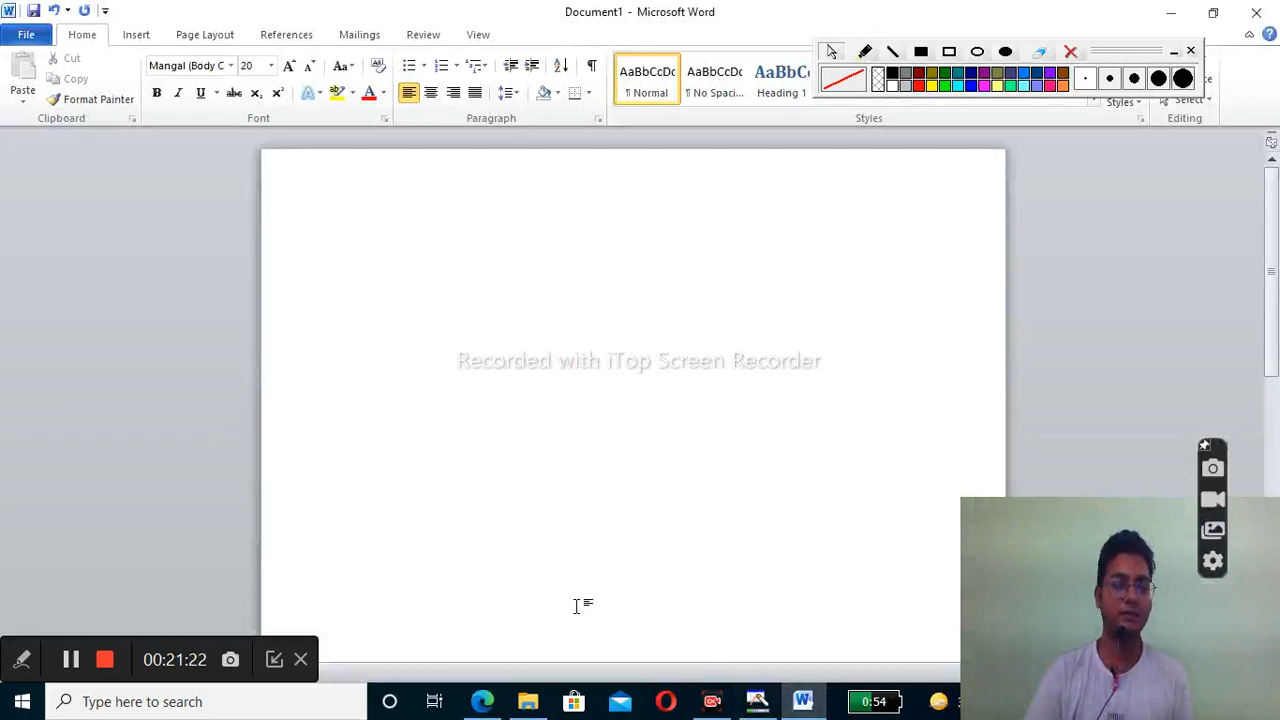 Document1 - Microsoft Word
File Home Insert Page Layout References Mailings Review View
Paste
Cut
Copy
Format Painter
Clipboard
Mangal (Body C 20
Font
Paragraph
AaBbCcDc AaBbCcDc AaBbCc
¶ Normal ¶ No Spaci... Heading 1
Styles
Styles
Select
Editing
Recorded with iTop Screen Recorder
00:21:22
Type here to search
0:54